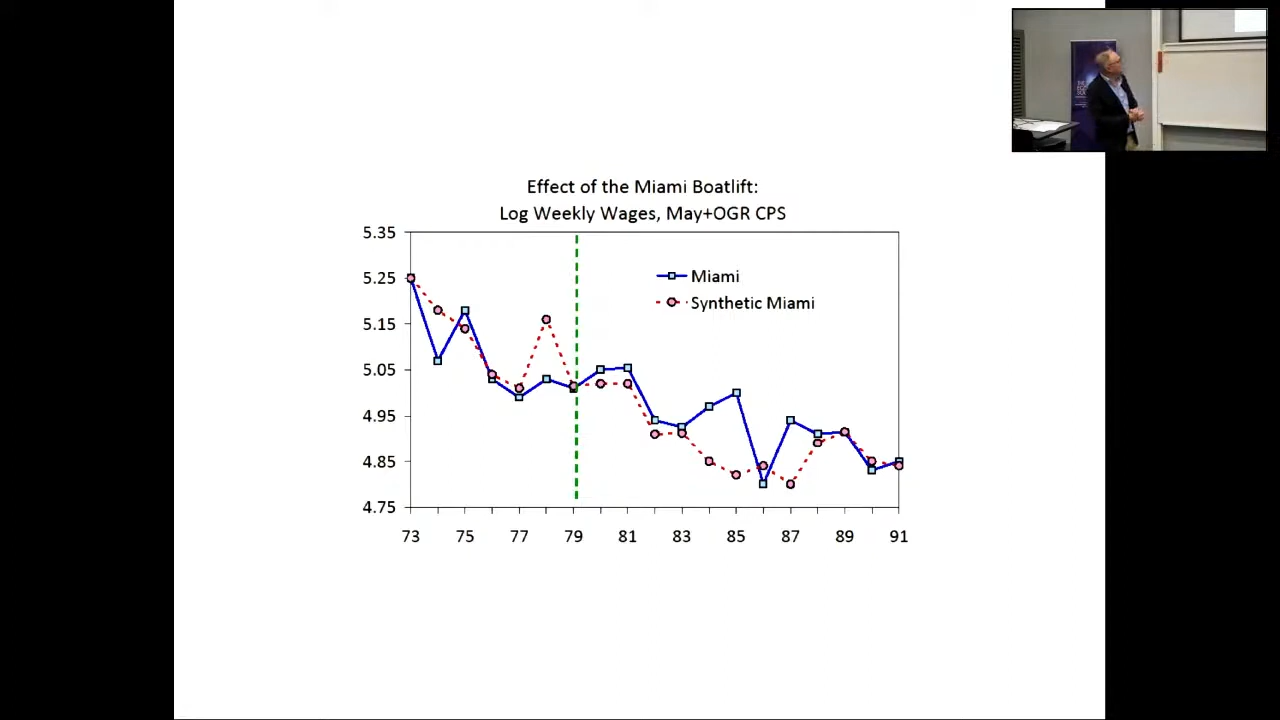 Effect of the Miami Boatlift:
Log Weekly Wages, May+OGR CPS
5.35
5.25
5.15
5.05
4.95
4.85
4.75
Miami
Synthetic Miami
73 75 77 79 81 83 85 87 89 91